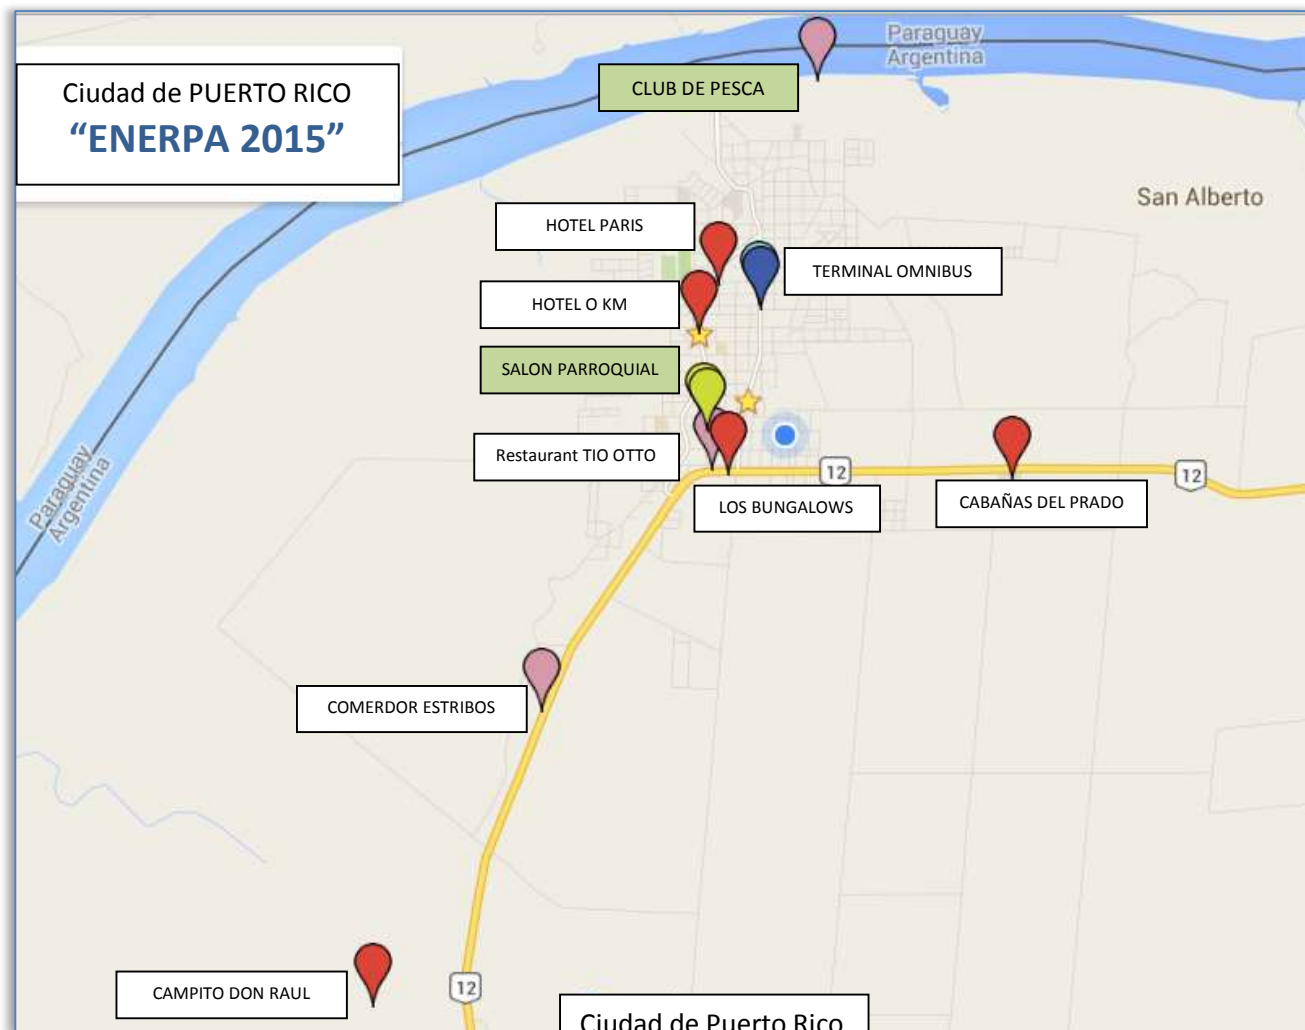 Paraguay
Argentina
Ciudad de PUERTO RICO
“ENERPA 2015”
CLUB DE PESCA
San Alberto
HOTEL PARIS
TERMINAL OMNIBUS
HOTEL O KM
SALON PARROQUIAL
Restaurant TIO OTTO
12
12
LOS BUNGALOWS
CABAÑAS DEL PRADO
Paraguay
Argentina
COMERDOR ESTRIBOS
CAMPITO DON RAUL
12
Ciudad de Puerto Rico